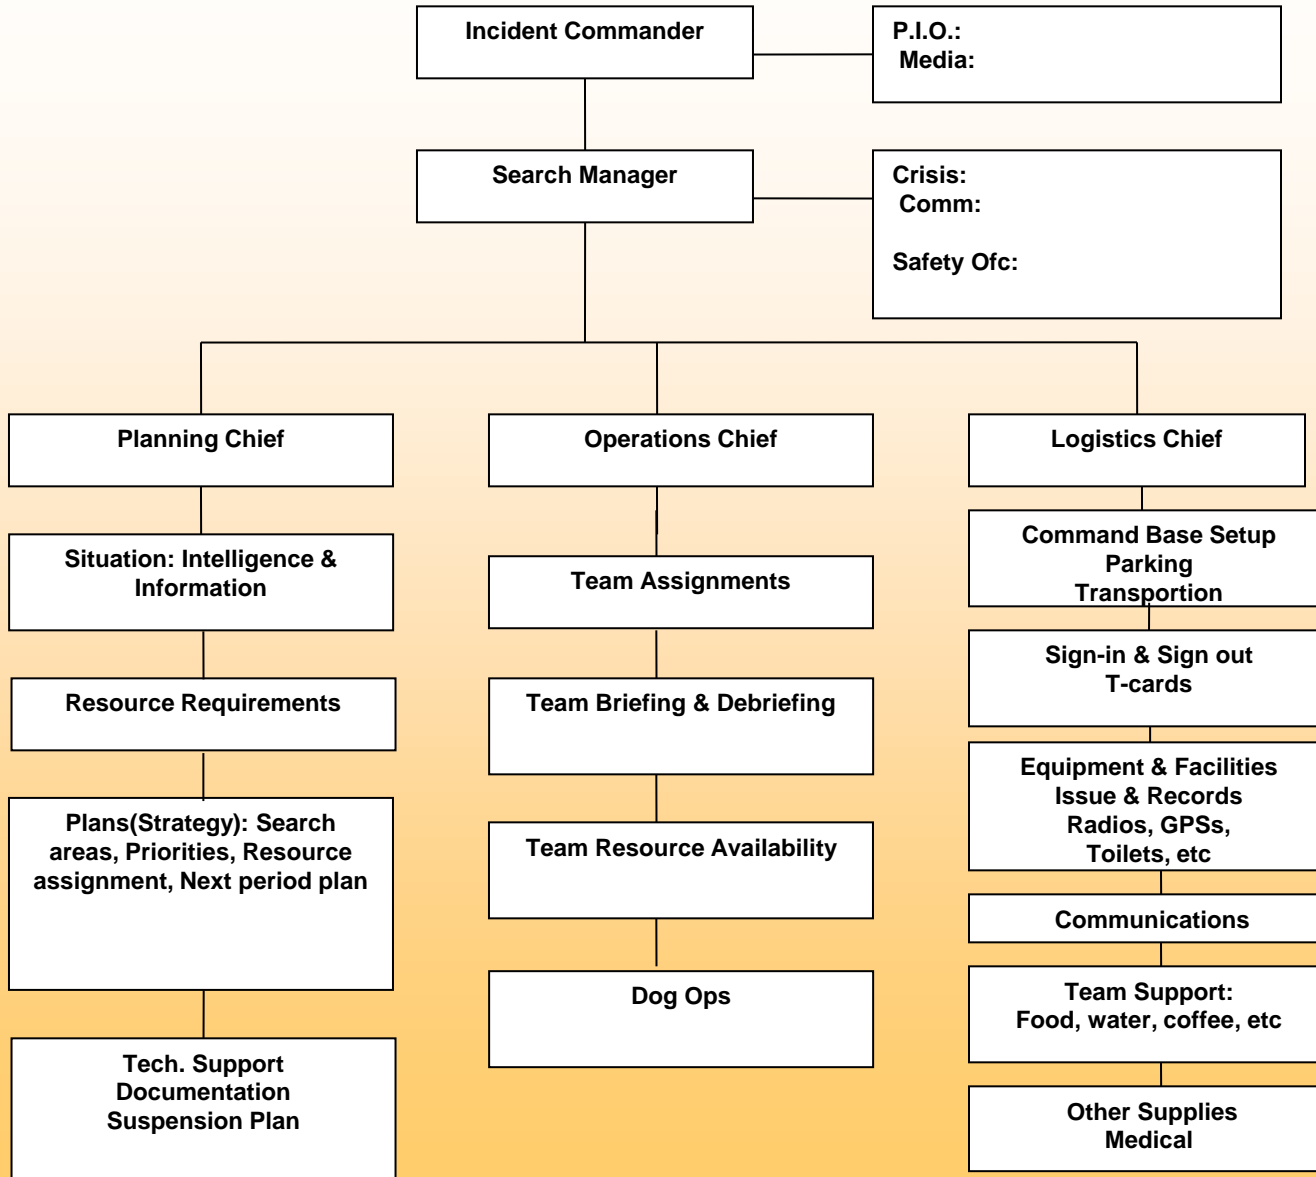 Incident Commander
P.I.O.:
Media:
Search Manager
Crisis:
Comm:
Safety Ofc:
Planning Chief
Operations Chief
Logistics Chief
Situation: Intelligence &
Information
Resource Requirements
Plans(Strategy): Search
areas, Priorities, Resource
assignment, Next period plan
Tech. Support
Documentation
Suspension Plan
Team Assignments
Team Briefing & Debriefing
Team Resource Availability
Dog Ops
Command Base Setup
Parking
Transportion
Sign-in & Sign out
T-cards
Equipment & Facilities
Issue & Records
Radios, GPSs,
Toilets, etc
Communications
Team Support:
Food, water, coffee, etc
Other Supplies
Medical